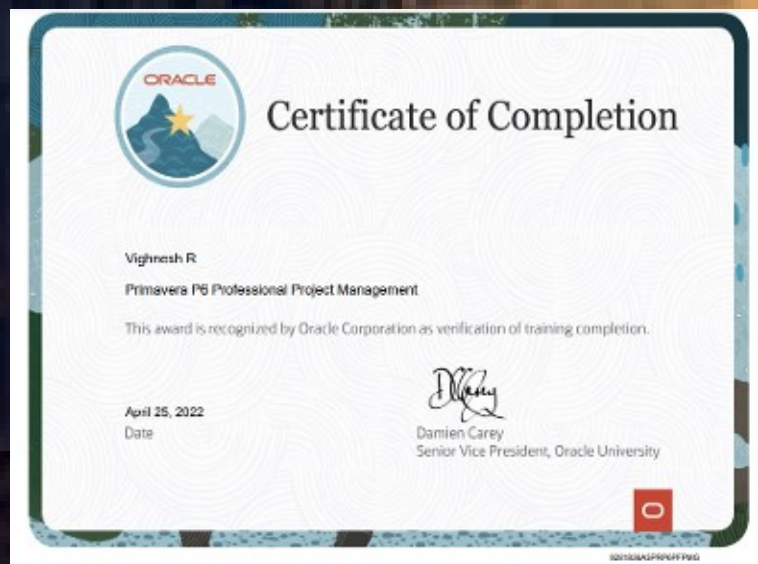 ORACLE
Certificate of Completion
Vighnesh R
Primavera P6 Professional Project Management
This award is recognized by Oracle Corporation as verification of training completion.
April 25, 2022
Date
Damien Carey
Senior Vice President, Oracle University